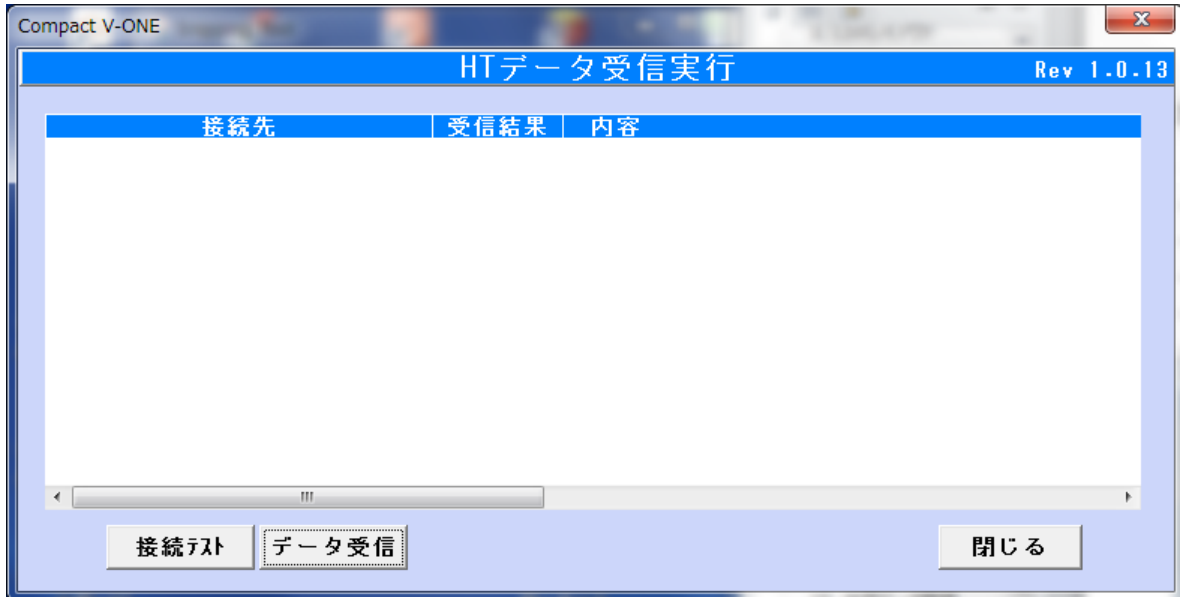 Compact V-ONE
HTデータ受信実行 Rev 1.0.13
接続先 受信結果 内容
接続ﾃｽﾄ データ受信 閉じる